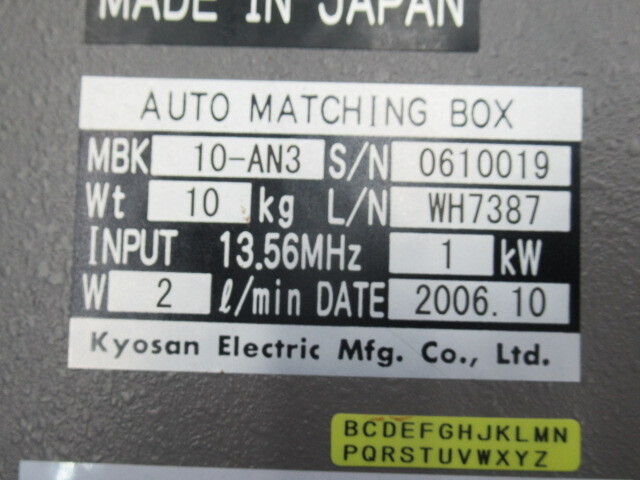 MADE IN JAPAN
AUTO MATCHING BOX
MBK 10-AN3 S/N 0610019
Wt 10 kg L/N WH7387
INPUT 13.56MHz 1 kW
W 2 ℓ/min DATE 2006.10
Kyosan Electric Mfg. Co., Ltd.
BCDEFGHJKLMN
PQRSTUVWXYZ